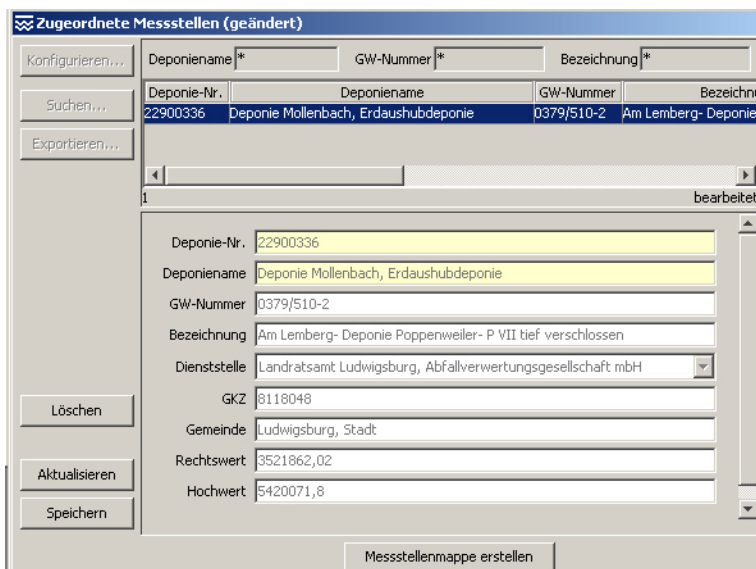 Zugeordnete Messstellen (geändert)
Konfigurieren...
Deponiename * GW-Nummer * Bezeichnung *
Suchen...
Exportieren...
Deponie-Nr. Deponiename GW-Nummer
22900336 Deponie Mollenbach, Erdaushubdeponie 0379/510-2 Am Lemberg- Deponie
1 bearbeitet
Deponie-Nr. 22900336
Deponiename Deponie Mollenbach, Erdaushubdeponie
GW-Nummer 0379/510-2
Bezeichnung Am Lemberg- Deponie Poppenweiler- P VII tief verschlossen
Dienststelle Landratsamt Ludwigsburg, Abfallverwertungsgesellschaft mbH
GKZ 8118048
Löschen
Gemeinde Ludwigsburg, Stadt
Rechtswert 3521862,02
Aktualisieren
Hochwert 5420071,8
Speichern
Messstellenmappe erstellen